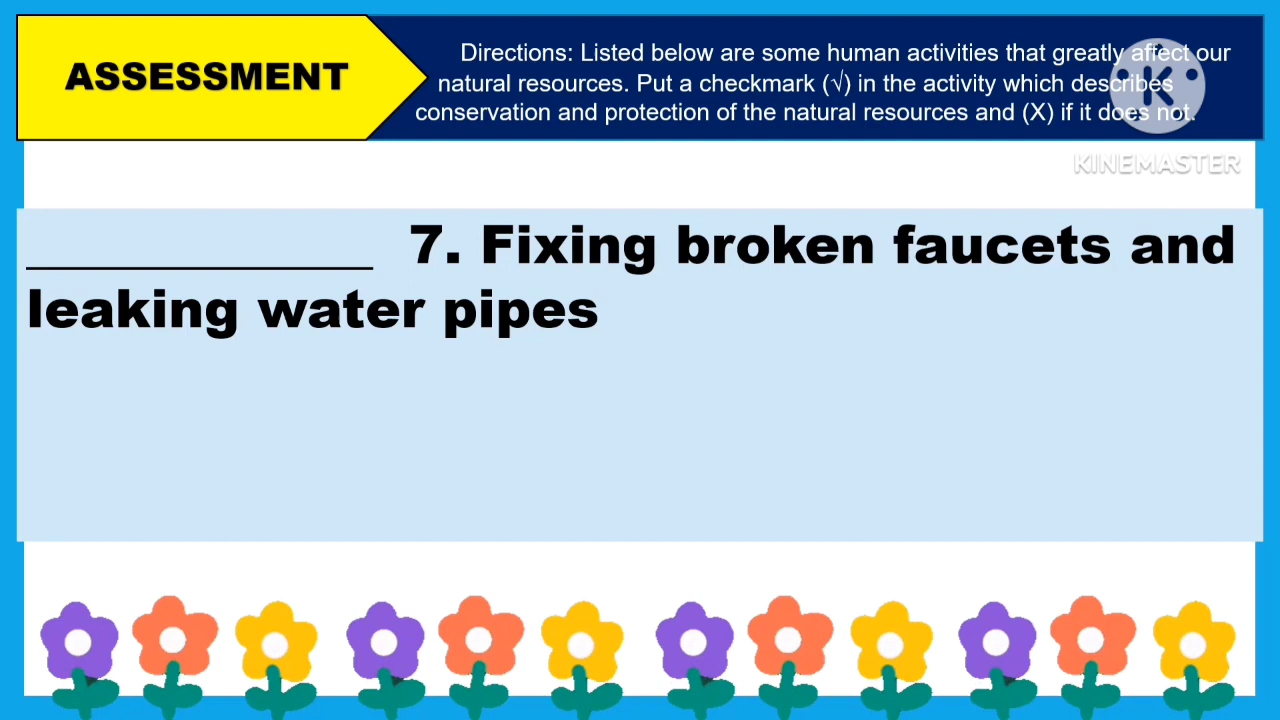 ASSESSMENT
Directions: Listed below are some human activities that greatly affect our
natural resources. Put a checkmark (√) in the activity which describes
conservation and protection of the natural resources and (X) if it does not.
K
KINEMASTER
_____________ 7. Fixing broken faucets and
leaking water pipes